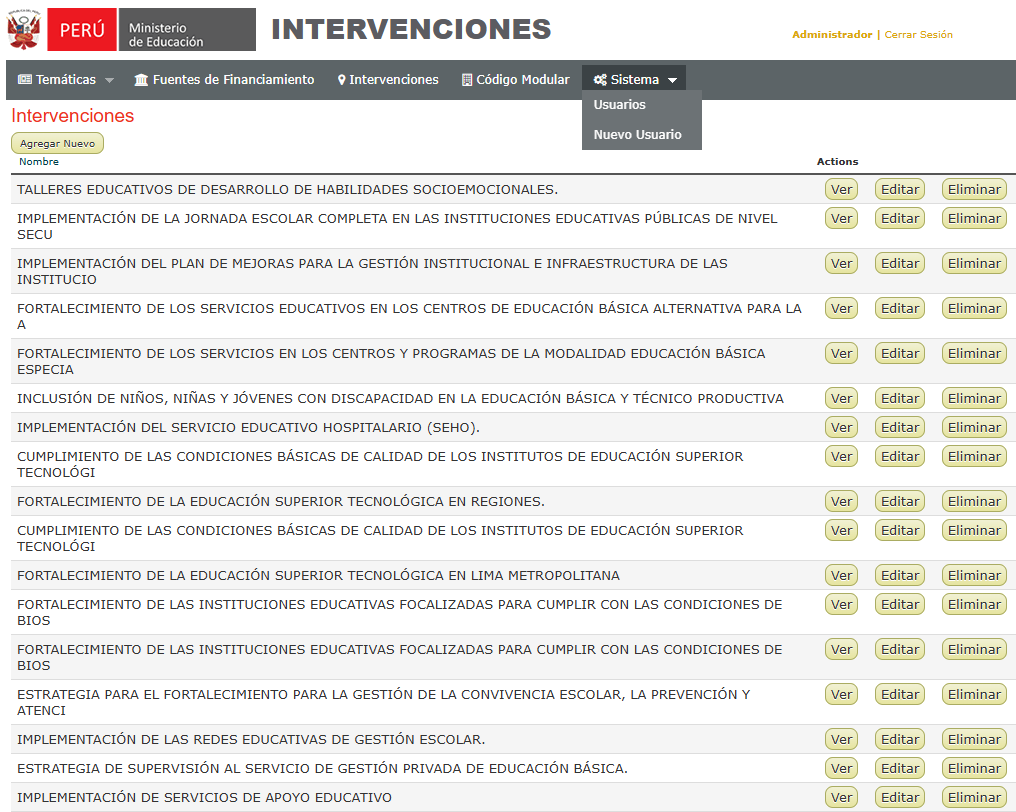 REPÚBLICA DEL PERÚ
PERÚ
Ministerio
de Educación
INTERVENCIONES
Administrador | Cerrar Sesión
Temáticas Fuentes de Financiamiento Intervenciones Código Modular Sistema
Usuarios
Nuevo Usuario
Intervenciones
Agregar Nuevo
Nombre Actions
TALLERES EDUCATIVOS DE DESARROLLO DE HABILIDADES SOCIOEMOCIONALES. Ver Editar Eliminar
IMPLEMENTACIÓN DE LA JORNADA ESCOLAR COMPLETA EN LAS INSTITUCIONES EDUCATIVAS PÚBLICAS DE NIVEL Ver Editar Eliminar
SECU
IMPLEMENTACIÓN DEL PLAN DE MEJORAS PARA LA GESTIÓN INSTITUCIONAL E INFRAESTRUCTURA DE LAS Ver Editar Eliminar
INSTITUCIO
FORTALECIMIENTO DE LOS SERVICIOS EDUCATIVOS EN LOS CENTROS DE EDUCACIÓN BÁSICA ALTERNATIVA PARA LA Ver Editar Eliminar
A
FORTALECIMIENTO DE LOS SERVICIOS EN LOS CENTROS Y PROGRAMAS DE LA MODALIDAD EDUCACIÓN BÁSICA Ver Editar Eliminar
ESPECIA
INCLUSIÓN DE NIÑOS, NIÑAS Y JÓVENES CON DISCAPACIDAD EN LA EDUCACIÓN BÁSICA Y TÉCNICO PRODUCTIVA Ver Editar Eliminar
IMPLEMENTACIÓN DEL SERVICIO EDUCATIVO HOSPITALARIO (SEHO). Ver Editar Eliminar
CUMPLIMIENTO DE LAS CONDICIONES BÁSICAS DE CALIDAD DE LOS INSTITUTOS DE EDUCACIÓN SUPERIOR Ver Editar Eliminar
TECNOLÓGI
FORTALECIMIENTO DE LA EDUCACIÓN SUPERIOR TECNOLÓGICA EN REGIONES. Ver Editar Eliminar
CUMPLIMIENTO DE LAS CONDICIONES BÁSICAS DE CALIDAD DE LOS INSTITUTOS DE EDUCACIÓN SUPERIOR Ver Editar Eliminar
TECNOLÓGI
FORTALECIMIENTO DE LA EDUCACIÓN SUPERIOR TECNOLÓGICA EN LIMA METROPOLITANA Ver Editar Eliminar
FORTALECIMIENTO DE LAS INSTITUCIONES EDUCATIVAS FOCALIZADAS PARA CUMPLIR CON LAS CONDICIONES DE Ver Editar Eliminar
BIOS
FORTALECIMIENTO DE LAS INSTITUCIONES EDUCATIVAS FOCALIZADAS PARA CUMPLIR CON LAS CONDICIONES DE Ver Editar Eliminar
BIOS
ESTRATEGIA PARA EL FORTALECIMIENTO PARA LA GESTIÓN DE LA CONVIVENCIA ESCOLAR, LA PREVENCIÓN Y Ver Editar Eliminar
ATENCI
IMPLEMENTACIÓN DE LAS REDES EDUCATIVAS DE GESTIÓN ESCOLAR. Ver Editar Eliminar
ESTRATEGIA DE SUPERVISIÓN AL SERVICIO DE GESTIÓN PRIVADA DE EDUCACIÓN BÁSICA. Ver Editar Eliminar
IMPLEMENTACIÓN DE SERVICIOS DE APOYO EDUCATIVO Ver Editar Eliminar